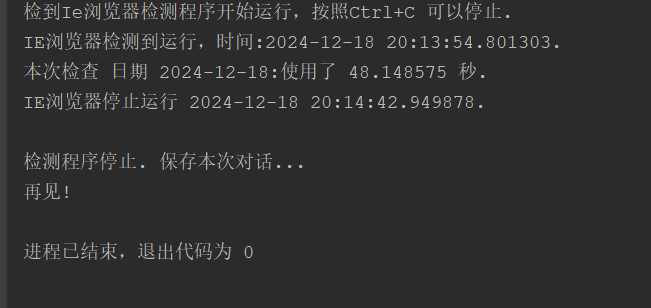 检到Ie浏览器检测程序开始运行，按照Ctrl+C 可以停止.
IE浏览器检测到运行，时间:2024-12-18 20:13:54.801303.
本次检查 日期 2024-12-18:使用了 48.148575 秒.
IE浏览器停止运行 2024-12-18 20:14:42.949878.
检测程序停止. 保存本次对话...
再见!
进程已结束，退出代码为 0